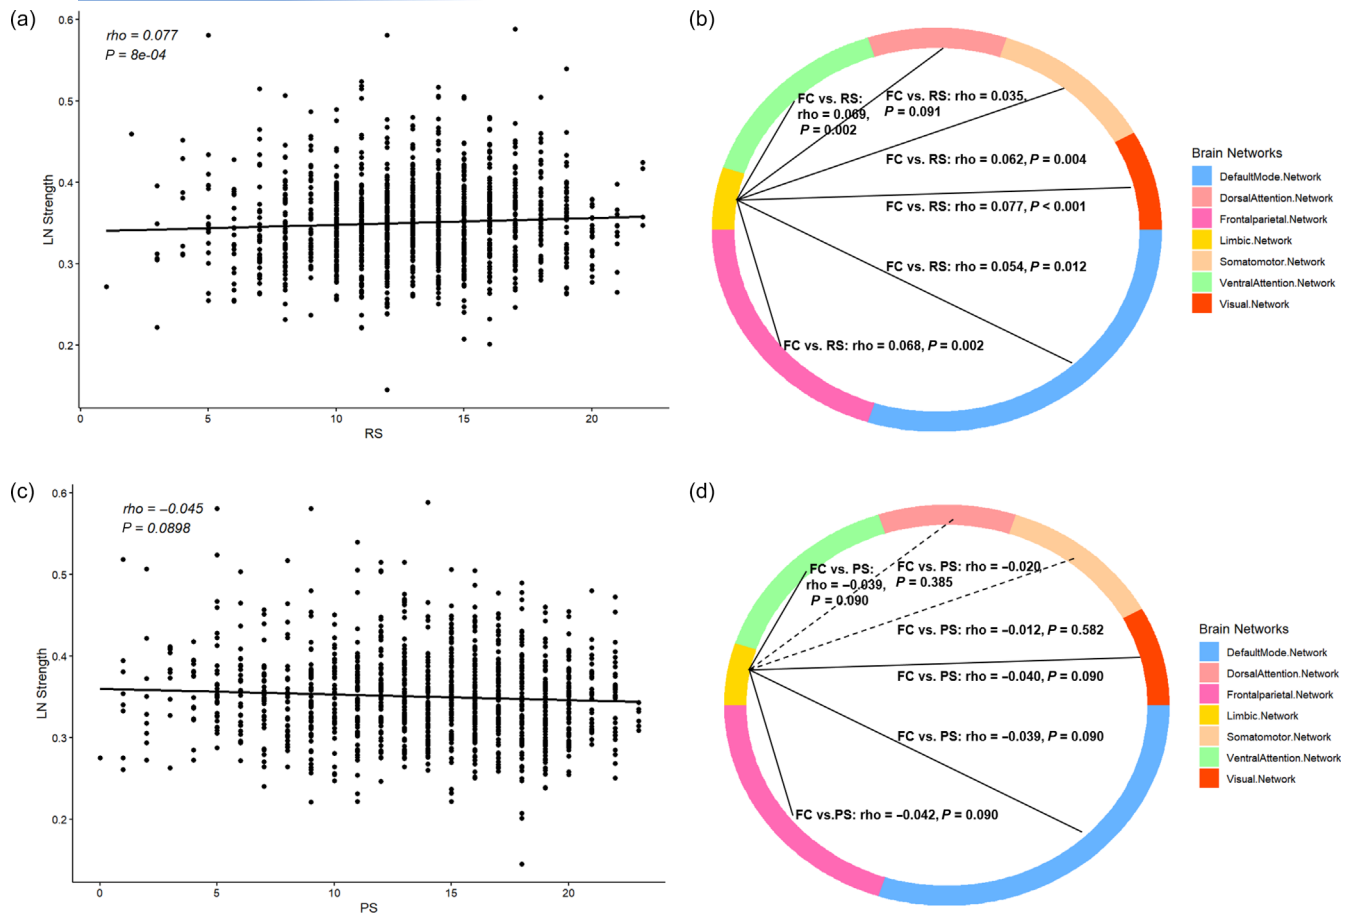 (a)
rho = 0.077
P = 8e-04
0.6
0.5
0.4
0.3
0.2
LN Strength
0
5
10
15
20
RS
(b)
FC vs. RS:
rho = 0.069,
P = 0.002
FC vs. RS: rho = 0.035,
P = 0.091
FC vs. RS: rho = 0.062, P = 0.004
FC vs. RS: rho = 0.077, P < 0.001
FC vs. RS: rho = 0.054, P = 0.012
FC vs. RS: rho = 0.068, P = 0.002
Brain Networks
DefaultMode.Network
DorsalAttention.Network
Frontalparietal.Network
Limbic.Network
Somatomotor.Network
VentralAttention.Network
Visual.Network
(c)
rho = −0.045
P = 0.0898
0.6
0.5
0.4
0.3
0.2
LN Strength
0
5
10
15
20
PS
(d)
FC vs. PS:
rho = −0.039,
P = 0.090
FC vs. PS: rho = −0.020
P = 0.385
FC vs. PS: rho = −0.012, P = 0.582
FC vs. PS: rho = −0.040, P = 0.090
FC vs. PS: rho = −0.039, P = 0.090
FC vs.PS: rho = −0.042, P = 0.090
Brain Networks
DefaultMode.Network
DorsalAttention.Network
Frontalparietal.Network
Limbic.Network
Somatomotor.Network
VentralAttention.Network
Visual.Network